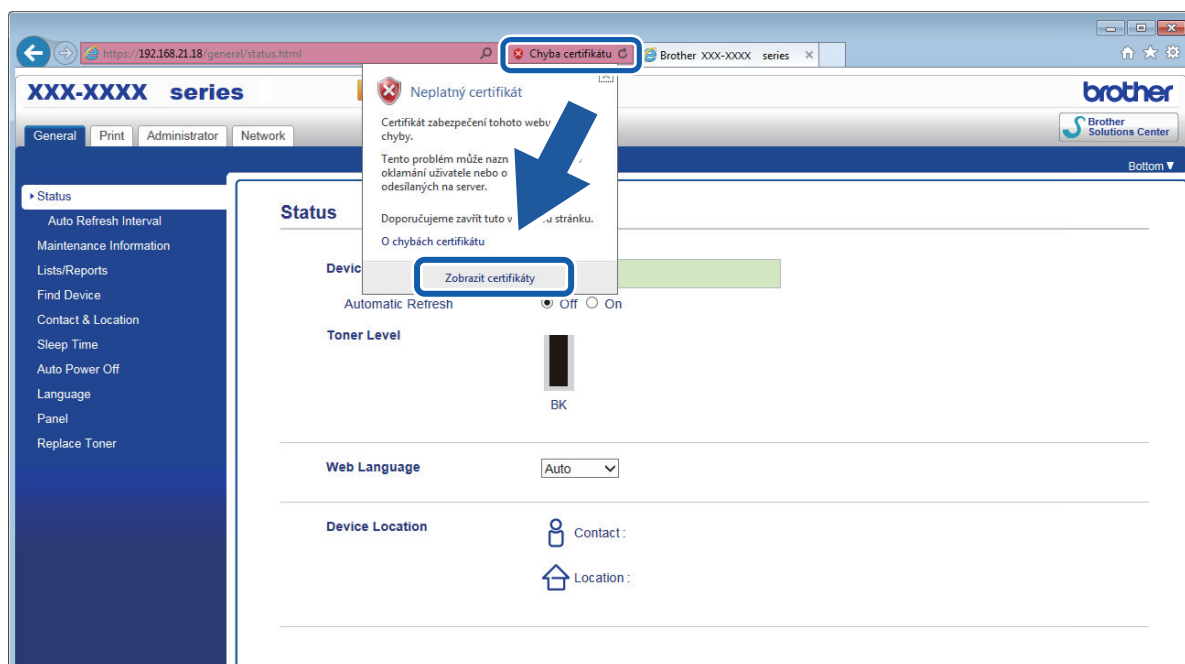 https://192.168.21.18/general/status.html
Chyba certifikátu
Brother XXX-XXXX series
XXX-XXXX series
brother
General
Print
Administrator
Network
Brother
Solutions Center
Bottom▼
Neplatný certifikát
Certifikát zabezpečení tohoto webu
chyby.
Tento problém může
oklamání uživatele nebo
odesílaných na server.
Doporučujeme zavřít tuto stránku.
O chybách certifikátu
Zobrazit certifikáty
Status
Auto Refresh Interval
Maintenance Information
Lists/Reports
Find Device
Contact & Location
Sleep Time
Auto Power Off
Language
Panel
Replace Toner
Status
Automatic Refresh
Off
On
Toner Level
BK
Web Language
Auto
Device Location
Contact :
Location :